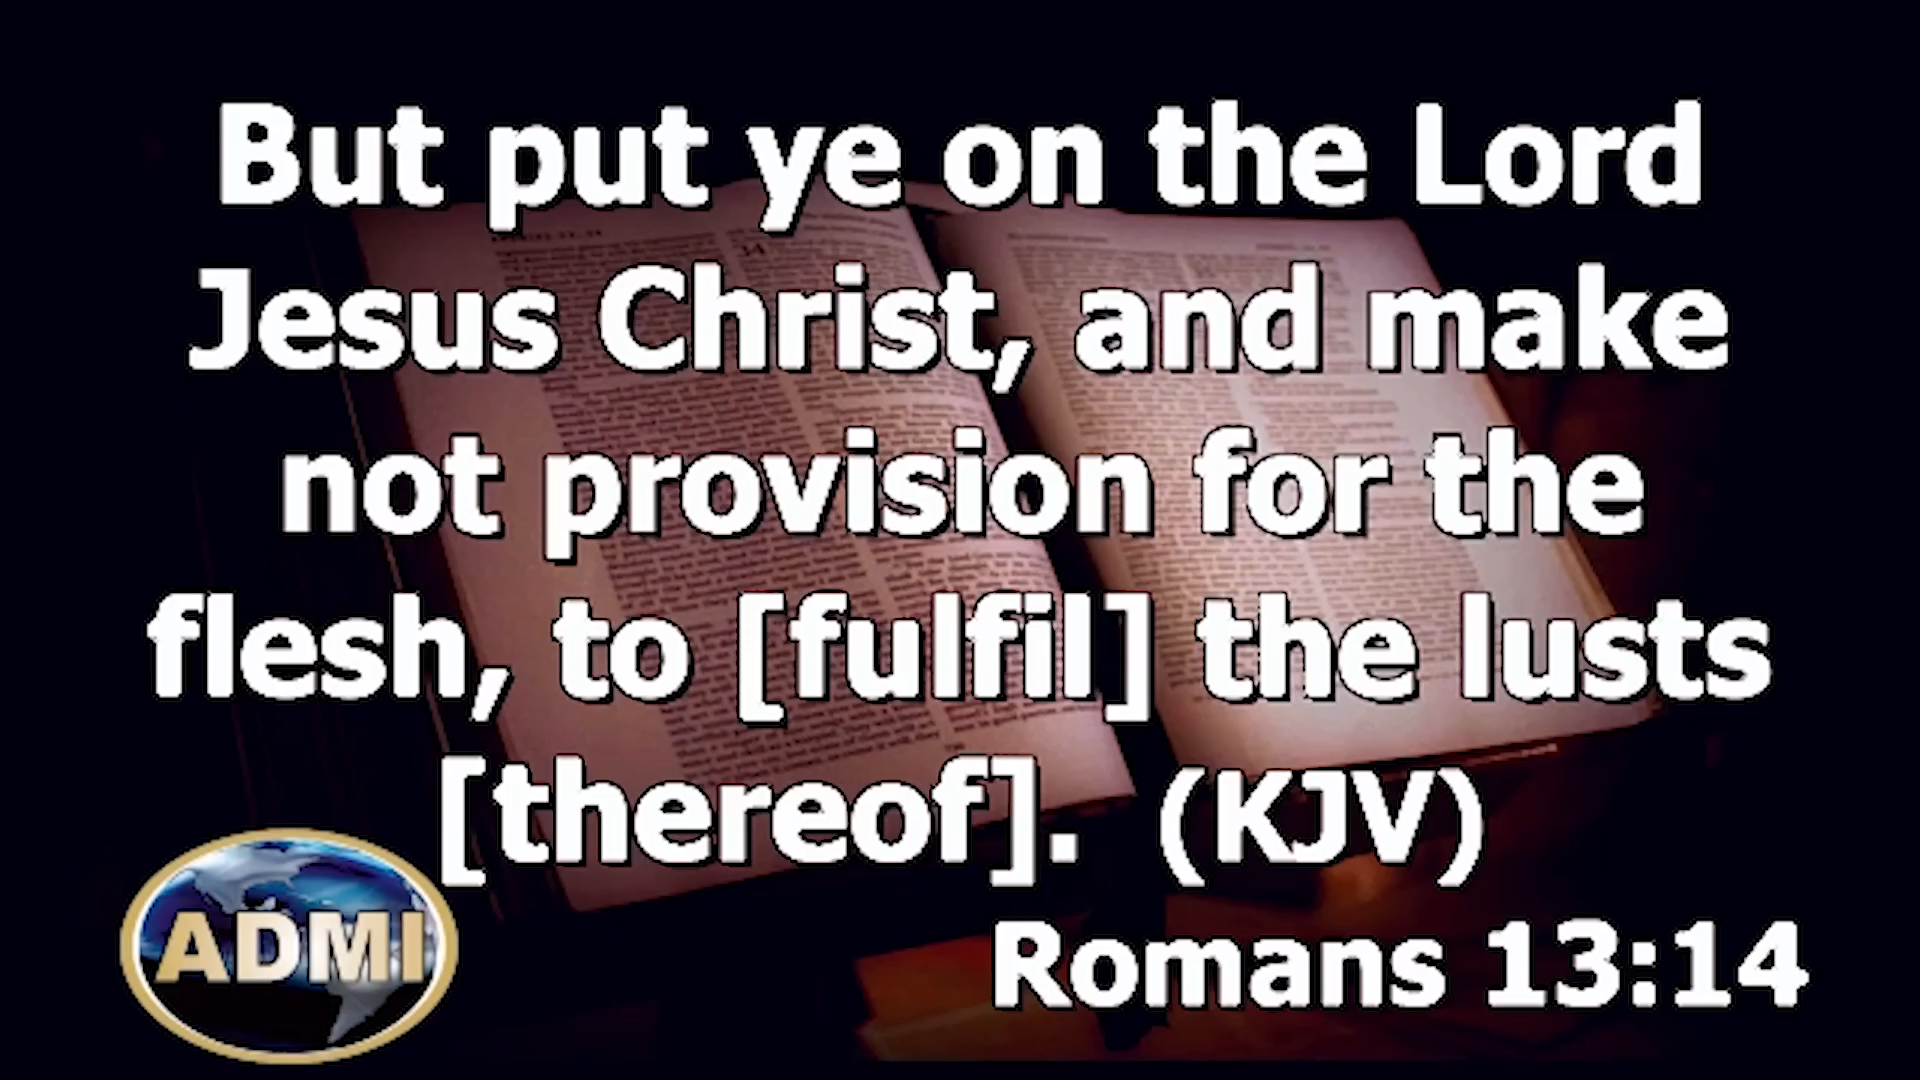 But put ye on the Lord
Jesus Christ, and make
not provision for the
flesh, to [fulfil] the lusts
[thereof].  (KJV)
Romans 13:14
ADMI